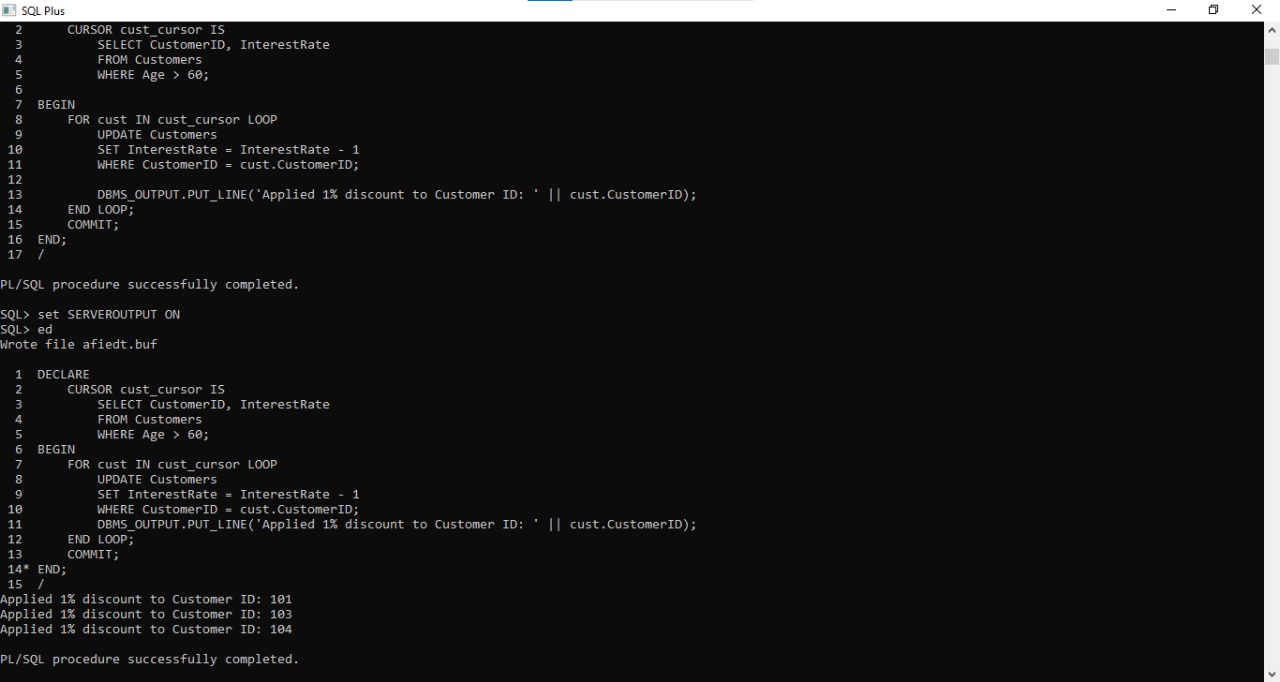 SQL Plus
  2      CURSOR cust_cursor IS
  3          SELECT CustomerID, InterestRate
  4          FROM Customers
  5          WHERE Age > 60;
  6
  7  BEGIN
  8      FOR cust IN cust_cursor LOOP
  9          UPDATE Customers
 10          SET InterestRate = InterestRate - 1
 11          WHERE CustomerID = cust.CustomerID;
 12
 13          DBMS_OUTPUT.PUT_LINE('Applied 1% discount to Customer ID: ' || cust.CustomerID);
 14      END LOOP;
 15      COMMIT;
 16  END;
 17  /
PL/SQL procedure successfully completed.
SQL> set SERVEROUTPUT ON
SQL> ed
Wrote file afiedt.buf
  1  DECLARE
  2      CURSOR cust_cursor IS
  3          SELECT CustomerID, InterestRate
  4          FROM Customers
  5          WHERE Age > 60;
  6  BEGIN
  7      FOR cust IN cust_cursor LOOP
  8          UPDATE Customers
  9          SET InterestRate = InterestRate - 1
 10          WHERE CustomerID = cust.CustomerID;
 11          DBMS_OUTPUT.PUT_LINE('Applied 1% discount to Customer ID: ' || cust.CustomerID);
 12      END LOOP;
 13      COMMIT;
 14* END;
 15  /
Applied 1% discount to Customer ID: 101
Applied 1% discount to Customer ID: 103
Applied 1% discount to Customer ID: 104
PL/SQL procedure successfully completed.